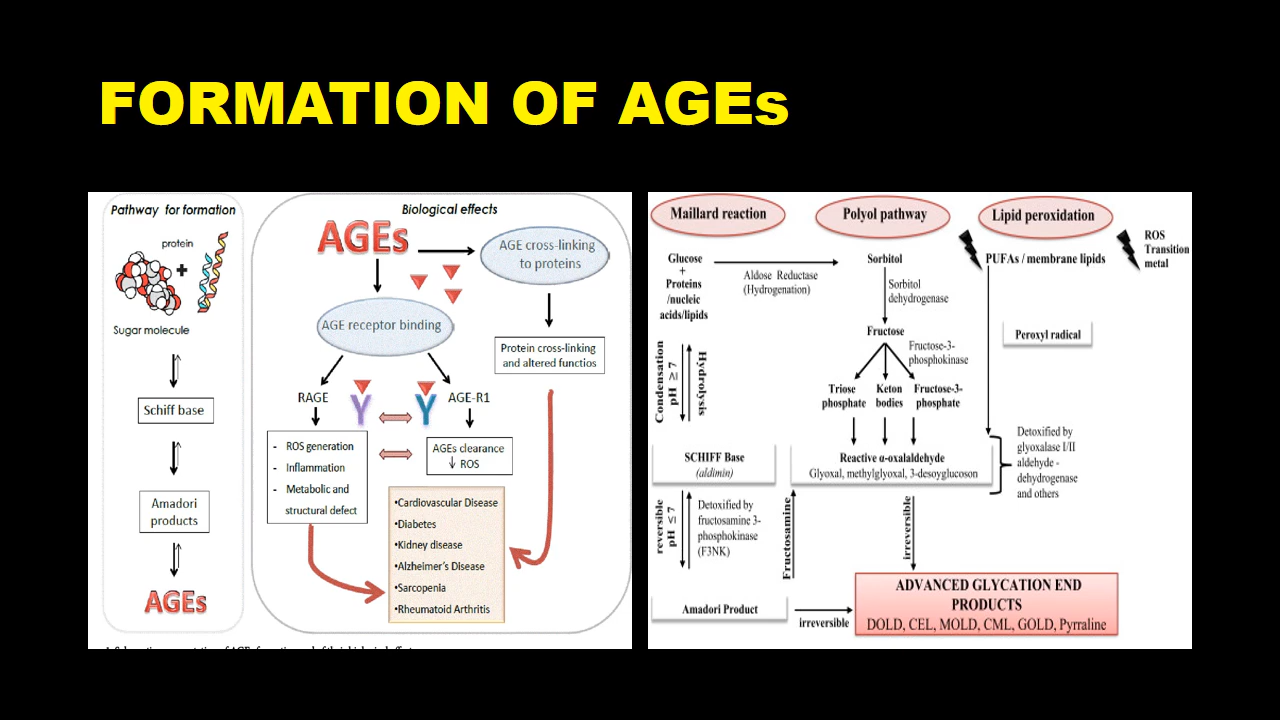 FORMATION OF AGEs
Pathway for formation
protein
+
Sugar molecule
Schiff base
Amadori
products
AGEs
Biological effects
AGEs
AGE cross-linking
to proteins
AGE receptor binding
Protein cross-linking
and altered functios
RAGE
AGE-R1
- ROS generation
- Inflammation
- Metabolic and
structural defect
AGEs clearance
↓ ROS
•Cardiovascular Disease
•Diabetes
•Kidney disease
•Alzheimer's Disease
•Sarcopenia
•Rheumatoid Arthritis
Maillard reaction
Polyol pathway
Lipid peroxidation
ROS
Transition
metal
Glucose
+
Proteins
/nucleic
acids/lipids
Aldose Reductase
(Hydrogenation)
Sorbitol
PUFAs / membrane lipids
Sorbitol
dehydrogenase
Fructose
Peroxyl radical
Fructose-3-
phosphokinase
Condensation
pH ≥ 7
Hydrolysis
Triose
phosphate
Keton
bodies
Fructose-3-
phosphate
SCHIFF Base
(aldimin)
Reactive α-oxalaldehyde
Glyoxal, methylglyoxal, 3-desoyglucoson
Detoxified by
glyoxalase I/II
aldehyde -
dehydrogenase
and others
reversible
pH ≤ 7
Detoxified by
fructosamine 3-
phosphokinase
(F3NK)
Fructosamine
irreversible
Amadori Product
irreversible
ADVANCED GLYCATION END
PRODUCTS
DOLD, CEL, MOLD, CML, GOLD, Pyrraline